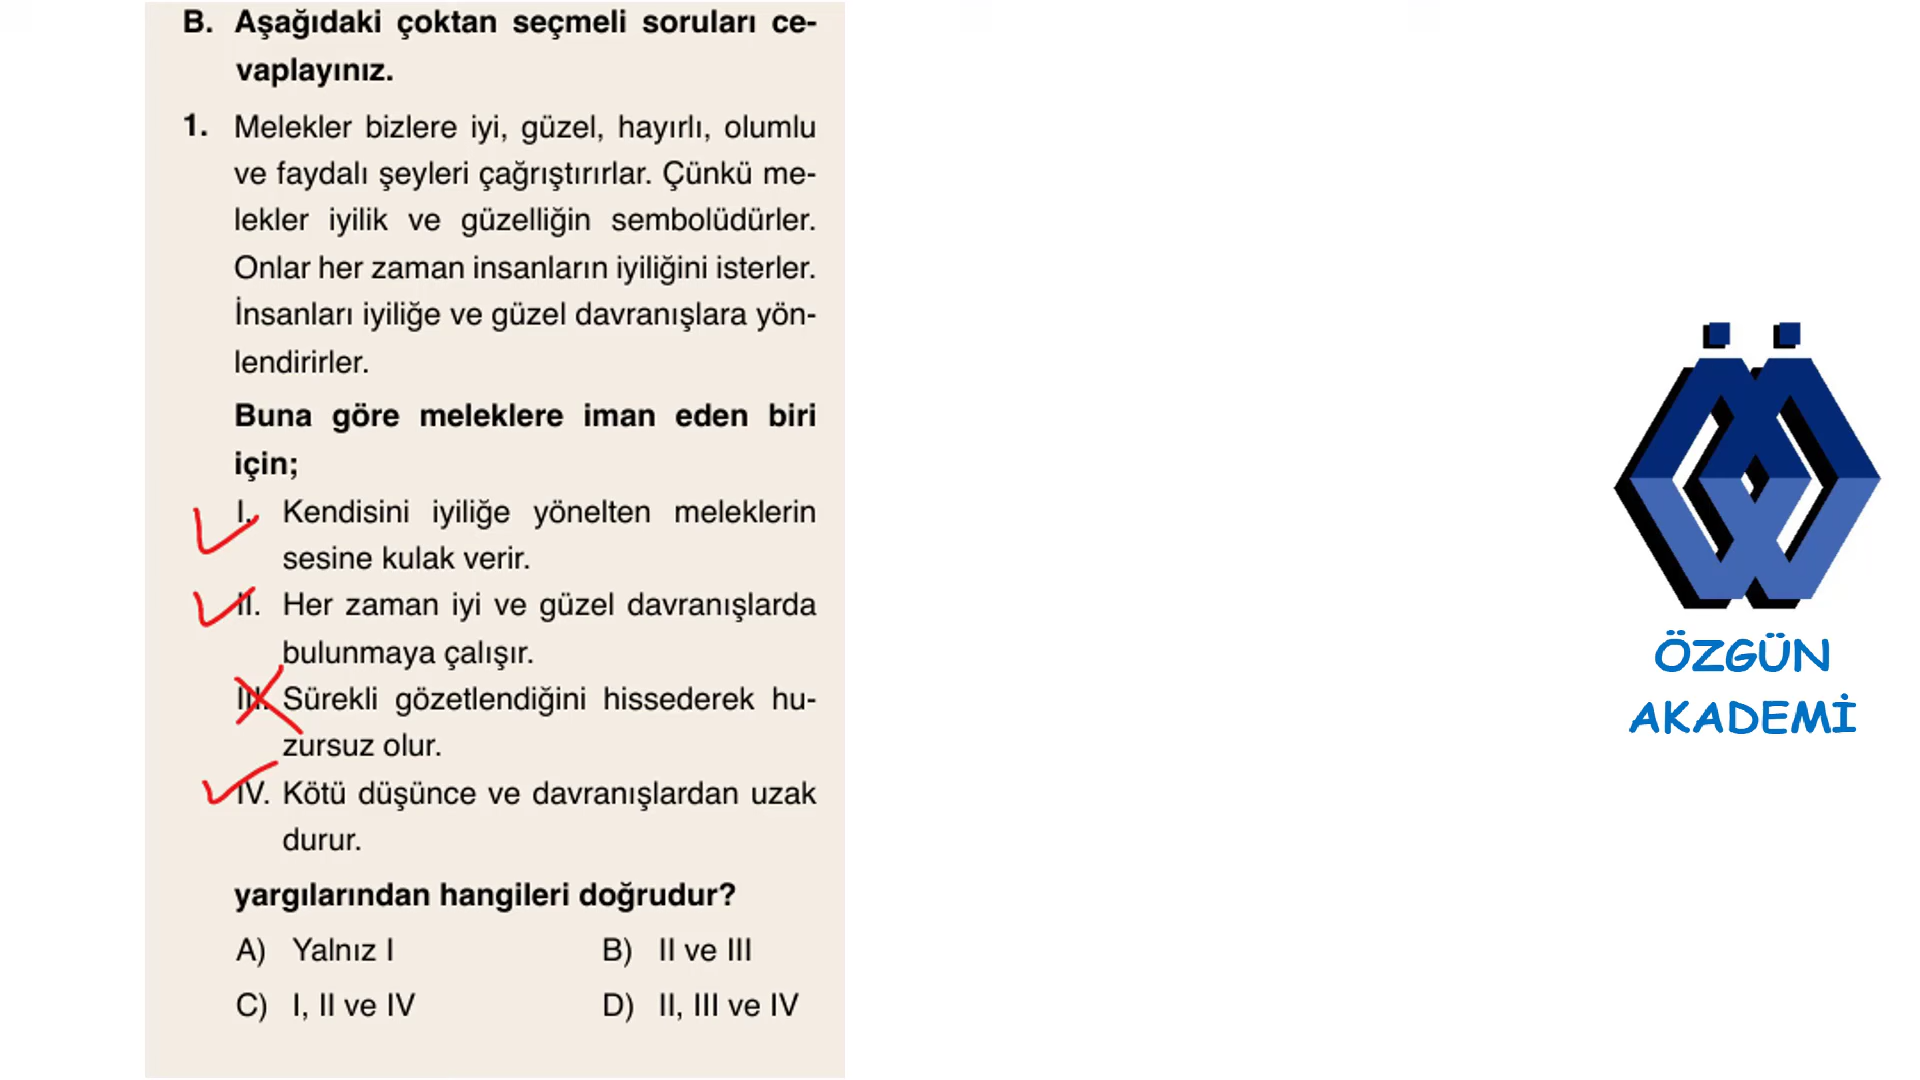 B. Aşağıdaki çoktan seçmeli soruları ce-
vaplayınız.
1. Melekler bizlere iyi, güzel, hayırlı, olumlu
ve faydalı şeyleri çağrıştırırlar. Çünkü me-
lekler iyilik ve güzelliğin sembolüdürler.
Onlar her zaman insanların iyiliğini isterler.
İnsanları iyiliğe ve güzel davranışlara yön-
lendirirler.
Buna göre meleklere iman eden biri
için;
I. Kendisini iyiliğe yönelten meleklerin
sesine kulak verir.
II. Her zaman iyi ve güzel davranışlarda
bulunmaya çalışır.
III. Sürekli gözetlendiğini hissederek hu-
zursuz olur.
IV. Kötü düşünce ve davranışlardan uzak
durur.
yargılarından hangileri doğrudur?
A) Yalnız I B) II ve III
C) I, II ve IV D) II, III ve IV
ÖZGÜN
AKADEMİ